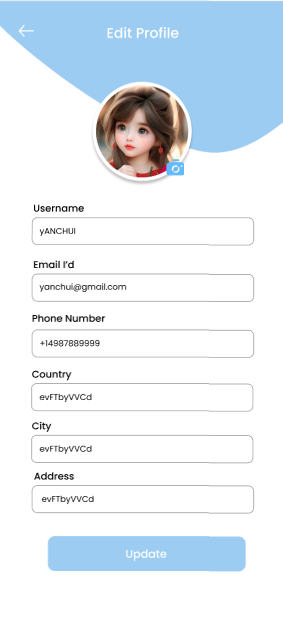 Edit Profile
Username
yANCHUI
Email I'd
yanchui@gmail.com
Phone Number
+14987889999
Country
evFTbyVVCd
City
evFTbyVVCd
Address
evFTbyVVCd
Update